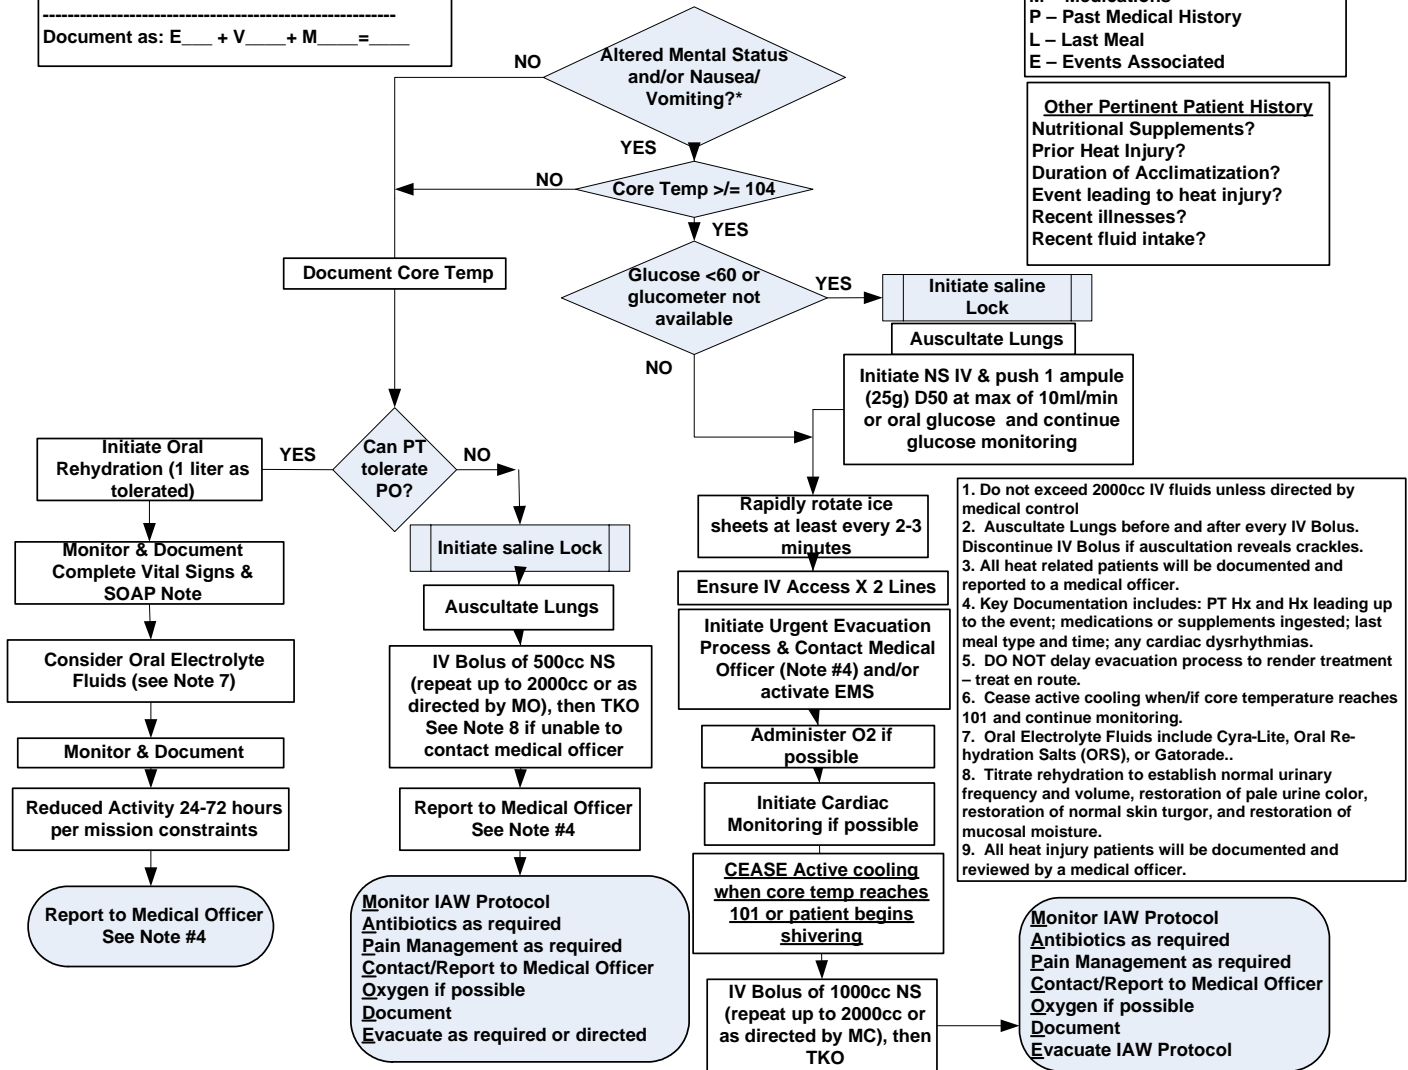 ----------------------------------------------------------
Document as: E___ + V____+ M____=____
P – Past Medical History
L – Last Meal
E – Events Associated
Other Pertinent Patient History
Nutritional Supplements?
Prior Heat Injury?
Duration of Acclimatization?
Event leading to heat injury?
Recent illnesses?
Recent fluid intake?
Altered Mental Status
and/or Nausea/
Vomiting?*
NO
YES
Core Temp >/= 104
NO
YES
Document Core Temp
Glucose <60 or
glucometer not
available
YES
NO
Initiate saline
Lock
Auscultate Lungs
Initiate NS IV & push 1 ampule
(25g) D50 at max of 10ml/min
or oral glucose  and continue
glucose monitoring
Can PT
tolerate
PO?
YES
NO
Initiate Oral
Rehydration (1 liter as
tolerated)
Monitor & Document
Complete Vital Signs &
SOAP Note
Consider Oral Electrolyte
Fluids (see Note 7)
Monitor & Document
Reduced Activity 24-72 hours
per mission constraints
Report to Medical Officer
See Note #4
Initiate saline Lock
Auscultate Lungs
IV Bolus of 500cc NS
(repeat up to 2000cc or as
directed by MO), then TKO
See Note 8 if unable to
contact medical officer
Report to Medical Officer
See Note #4
Monitor IAW Protocol
Antibiotics as required
Pain Management as required
Contact/Report to Medical Officer
Oxygen if possible
Document
Evacuate as required or directed
Rapidly rotate ice
sheets at least every 2-3
minutes
Ensure IV Access X 2 Lines
Initiate Urgent Evacuation
Process & Contact Medical
Officer (Note #4) and/or
activate EMS
Administer O2 if
possible
Initiate Cardiac
Monitoring if possible
CEASE Active cooling
when core temp reaches
101 or patient begins
shivering
IV Bolus of 1000cc NS
(repeat up to 2000cc or
as directed by MC), then
TKO
1. Do not exceed 2000cc IV fluids unless directed by
medical control
2.  Auscultate Lungs before and after every IV Bolus.
Discontinue IV Bolus if auscultation reveals crackles.
3. All heat related patients will be documented and
reported to a medical officer.
4. Key Documentation includes: PT Hx and Hx leading up
to the event; medications or supplements ingested; last
meal type and time; any cardiac dysrhythmias.
5.  DO NOT delay evacuation process to render treatment
– treat en route.
6.  Cease active cooling when/if core temperature reaches
101 and continue monitoring.
7.  Oral Electrolyte Fluids include Cyra-Lite, Oral Re-
hydration Salts (ORS), or Gatorade..
8.  Titrate rehydration to establish normal urinary
frequency and volume, restoration of pale urine color,
restoration of normal skin turgor, and restoration of
mucosal moisture.
9.  All heat injury patients will be documented and
reviewed by a medical officer.
Monitor IAW Protocol
Antibiotics as required
Pain Management as required
Contact/Report to Medical Officer
Oxygen if possible
Document
Evacuate IAW Protocol